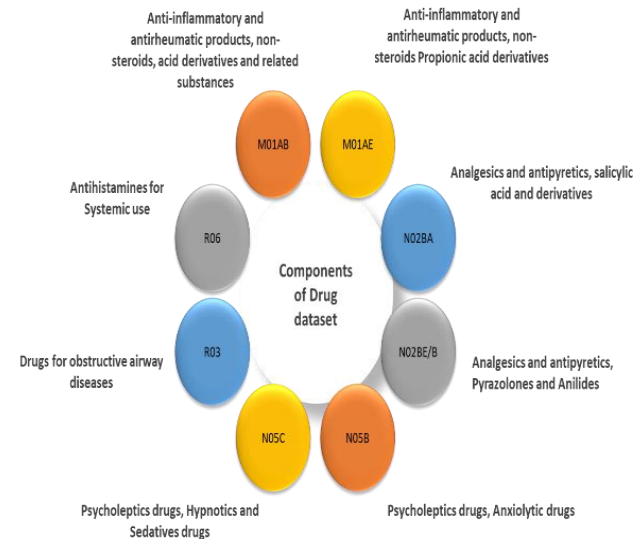 Anti-inflammatory and
antirheumatic products, non-
steroids, acid derivatives and related
substances
Anti-inflammatory and
antirheumatic products, non-
steroids Propionic acid derivatives
M01AB
M01AE
Antihistamines for
Systemic use
Analgesics and antipyretics, salicylic
acid and derivatives
R06
N02BA
Components
of Drug
dataset
Drugs for obstructive airway
diseases
R03
N02BE/B
Analgesics and antipyretics,
Pyrazolones and Anilides
N05C
N05B
Psycholeptics drugs, Hypnotics and
Sedatives drugs
Psycholeptics drugs, Anxiolytic drugs